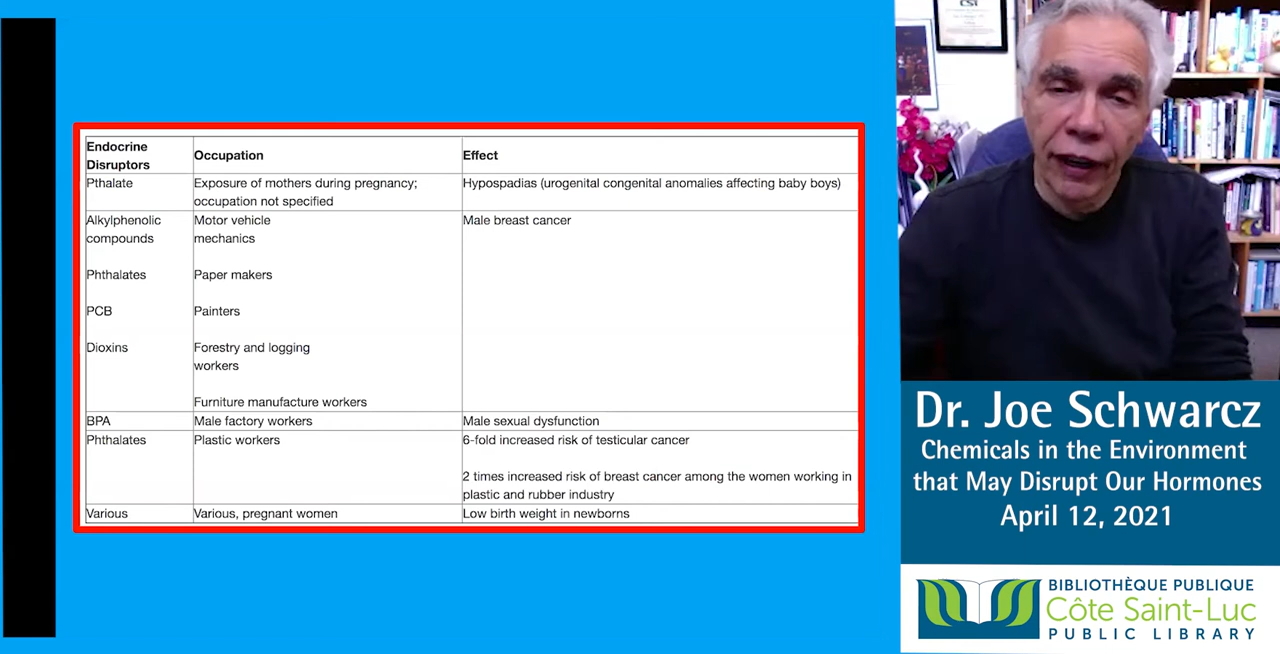 Endocrine
Disruptors
Occupation
Effect
Pthalate
Exposure of mothers during pregnancy;
occupation not specified
Hypospadias (urogenital congenital anomalies affecting baby boys)
Alkylphenolic
compounds
Motor vehicle
mechanics
Male breast cancer
Phthalates
Paper makers
PCB
Painters
Dioxins
Forestry and logging
workers
Furniture manufacture workers
BPA
Male factory workers
Male sexual dysfunction
Phthalates
Plastic workers
6-fold increased risk of testicular cancer
2 times increased risk of breast cancer among the women working in
plastic and rubber industry
Various
Various, pregnant women
Low birth weight in newborns
CSI
Dr. Joe Schwarcz
Chemicals in the Environment
that May Disrupt Our Hormones
April 12, 2021
BIBLIOTHÈQUE PUBLIQUE
Côte Saint-Luc
PUBLIC LIBRARY